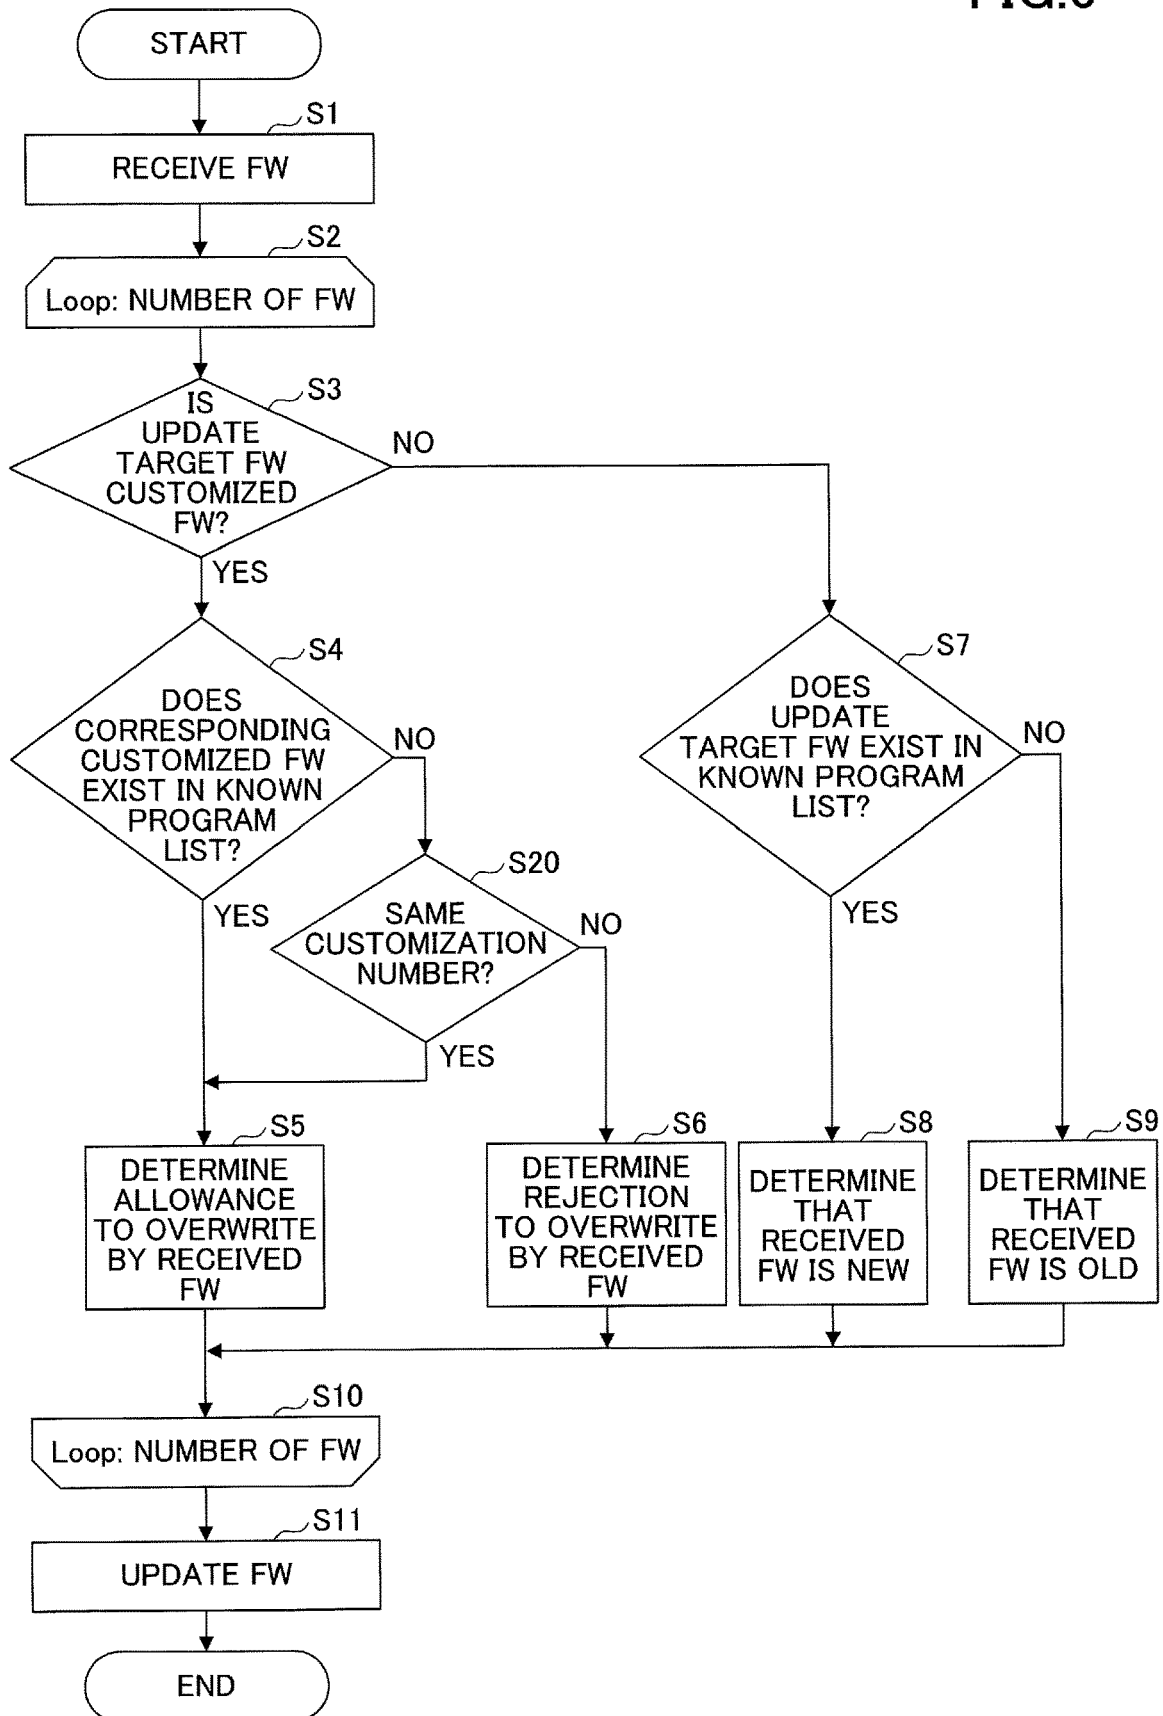 START
S1
RECEIVE FW
S2
Loop: NUMBER OF FW
S3
IS
UPDATE
TARGET FW
CUSTOMIZED
FW?
NO
YES
S4
DOES
CORRESPONDING
CUSTOMIZED FW
EXIST IN KNOWN
PROGRAM
LIST?
NO
YES
S7
DOES
UPDATE
TARGET FW EXIST IN
KNOWN PROGRAM
LIST?
NO
YES
S20
SAME
CUSTOMIZATION
NUMBER?
NO
YES
S5
DETERMINE
ALLOWANCE
TO OVERWRITE
BY RECEIVED
FW
S6
DETERMINE
REJECTION
TO OVERWRITE
BY RECEIVED
FW
S8
DETERMINE
THAT
RECEIVED
FW IS NEW
S9
DETERMINE
THAT
RECEIVED
FW IS OLD
S10
Loop: NUMBER OF FW
S11
UPDATE FW
END